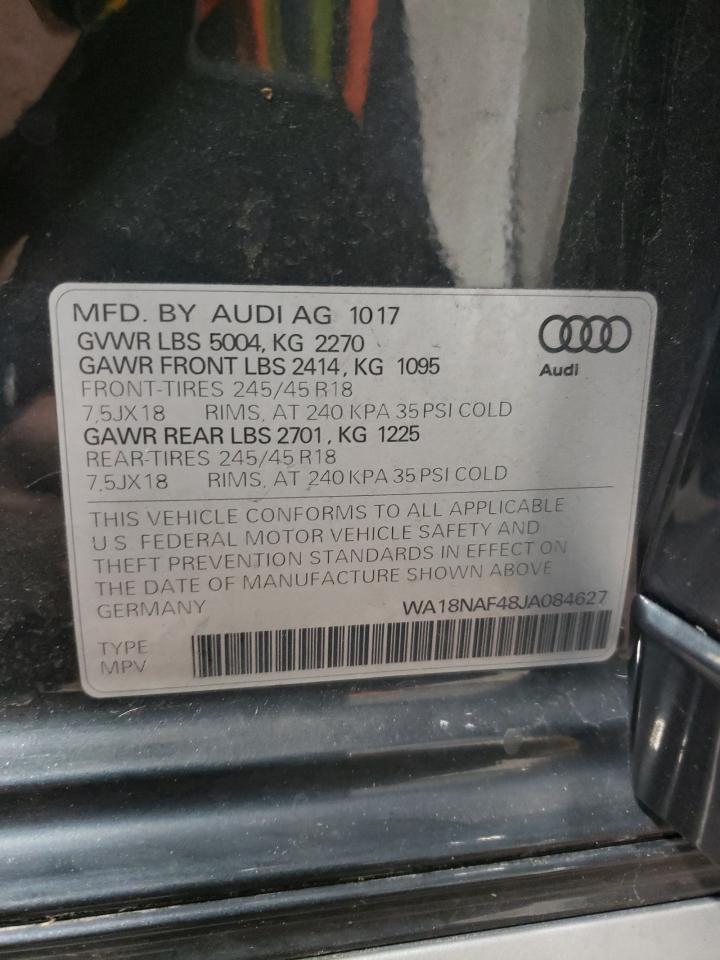 MFD. BY AUDI AG 1017
GVWR LBS 5004, KG 2270
GAWR FRONT LBS 2414, KG 1095
FRONT-TIRES 245/45 R18
7,5JX18 RIMS, AT 240 KPA 35 PSI COLD
GAWR REAR LBS 2701, KG 1225
REAR-TIRES 245/45 R18
7,5JX18 RIMS, AT 240 KPA 35 PSI COLD
Audi
THIS VEHICLE CONFORMS TO ALL APPLICABLE
U.S. FEDERAL MOTOR VEHICLE SAFETY AND
THEFT PREVENTION STANDARDS IN EFFECT ON
THE DATE OF MANUFACTURE SHOWN ABOVE
GERMANY WA18NAF48JA084627
TYPE
MPV